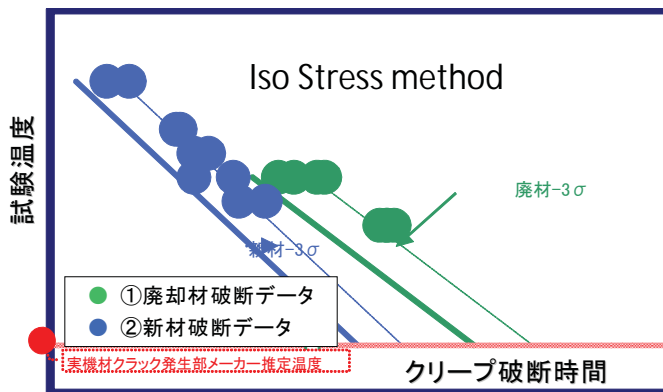 Iso Stress method
試験温度
廃材-3σ
新材-3σ
①廃却材破断データ
②新材破断データ
実機材クラック発生部メーカー推定温度
クリープ破断時間